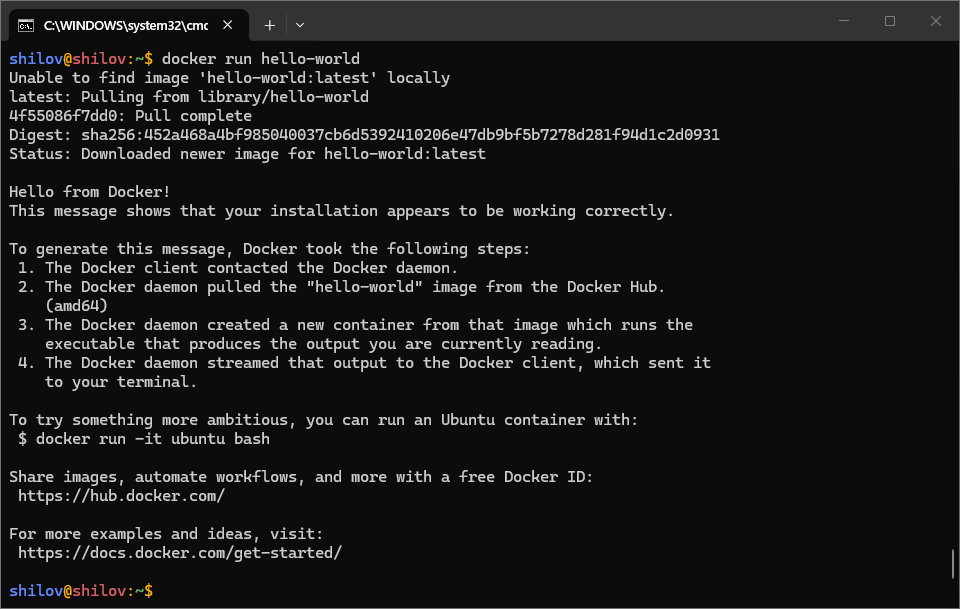 C:\WINDOWS\system32\cmc
shilov@shilov:~$ docker run hello-world
Unable to find image 'hello-world:latest' locally
latest: Pulling from library/hello-world
4f55086f7dd0: Pull complete
Digest: sha256:452a468a4bf985040037cb6d5392410206e47db9bf5b7278d281f94d1c2d0931
Status: Downloaded newer image for hello-world:latest

Hello from Docker!
This message shows that your installation appears to be working correctly.

To generate this message, Docker took the following steps:
 1. The Docker client contacted the Docker daemon.
 2. The Docker daemon pulled the "hello-world" image from the Docker Hub.
    (amd64)
 3. The Docker daemon created a new container from that image which runs the
    executable that produces the output you are currently reading.
 4. The Docker daemon streamed that output to the Docker client, which sent it
    to your terminal.

To try something more ambitious, you can run an Ubuntu container with:
 $ docker run -it ubuntu bash

Share images, automate workflows, and more with a free Docker ID:
 https://hub.docker.com/

For more examples and ideas, visit:
 https://docs.docker.com/get-started/

shilov@shilov:~$